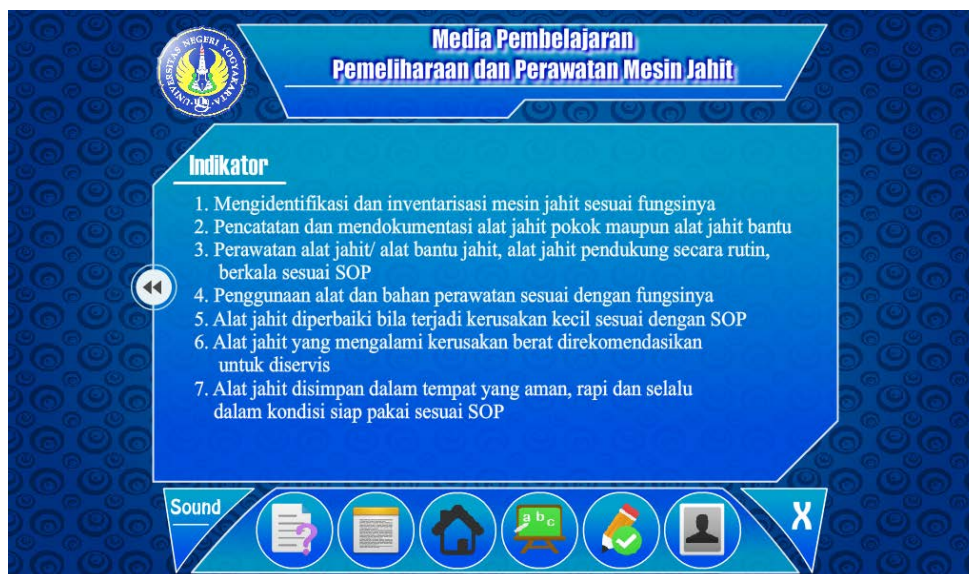 Media Pembelajaran
Pemeliharaan dan Perawatan Mesin Jahit
UNIVERSITAS NEGERI YOGYAKARTA
Indikator
1. Mengidentifikasi dan inventarisasi mesin jahit sesuai fungsinya
2. Pencatatan dan mendokumentasi alat jahit pokok maupun alat jahit bantu
3. Perawatan alat jahit/ alat bantu jahit, alat jahit pendukung secara rutin,
berkala sesuai SOP
4. Penggunaan alat dan bahan perawatan sesuai dengan fungsinya
5. Alat jahit diperbaiki bila terjadi kerusakan kecil sesuai dengan SOP
6. Alat jahit yang mengalami kerusakan berat direkomendasikan
untuk diservis
7. Alat jahit disimpan dalam tempat yang aman, rapi dan selalu
dalam kondisi siap pakai sesuai SOP
Sound
?
a b c
X